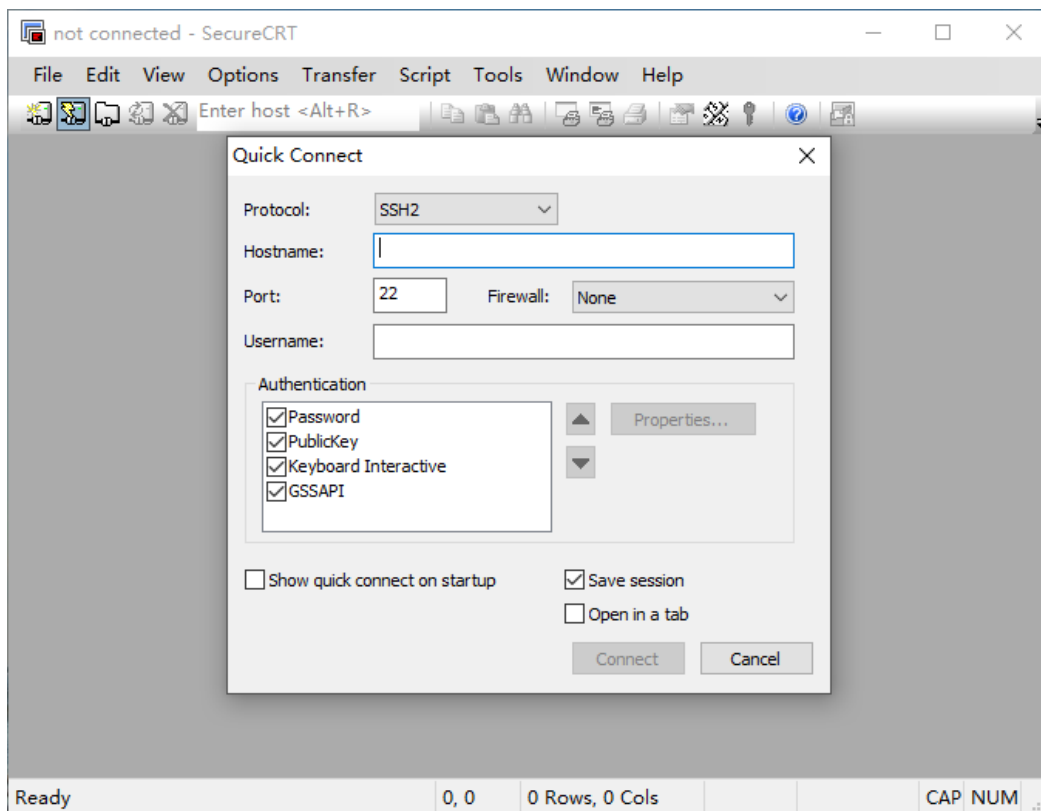 not connected - SecureCRT
File Edit View Options Transfer Script Tools Window Help
Enter host <Alt+R>
Quick Connect
Protocol: SSH2
Hostname:
Port: 22 Firewall: None
Username:
Authentication
Password
PublicKey
Keyboard Interactive
GSSAPI
Properties...
Show quick connect on startup Save session
Open in a tab
Connect Cancel
Ready 0, 0 0 Rows, 0 Cols CAP NUM